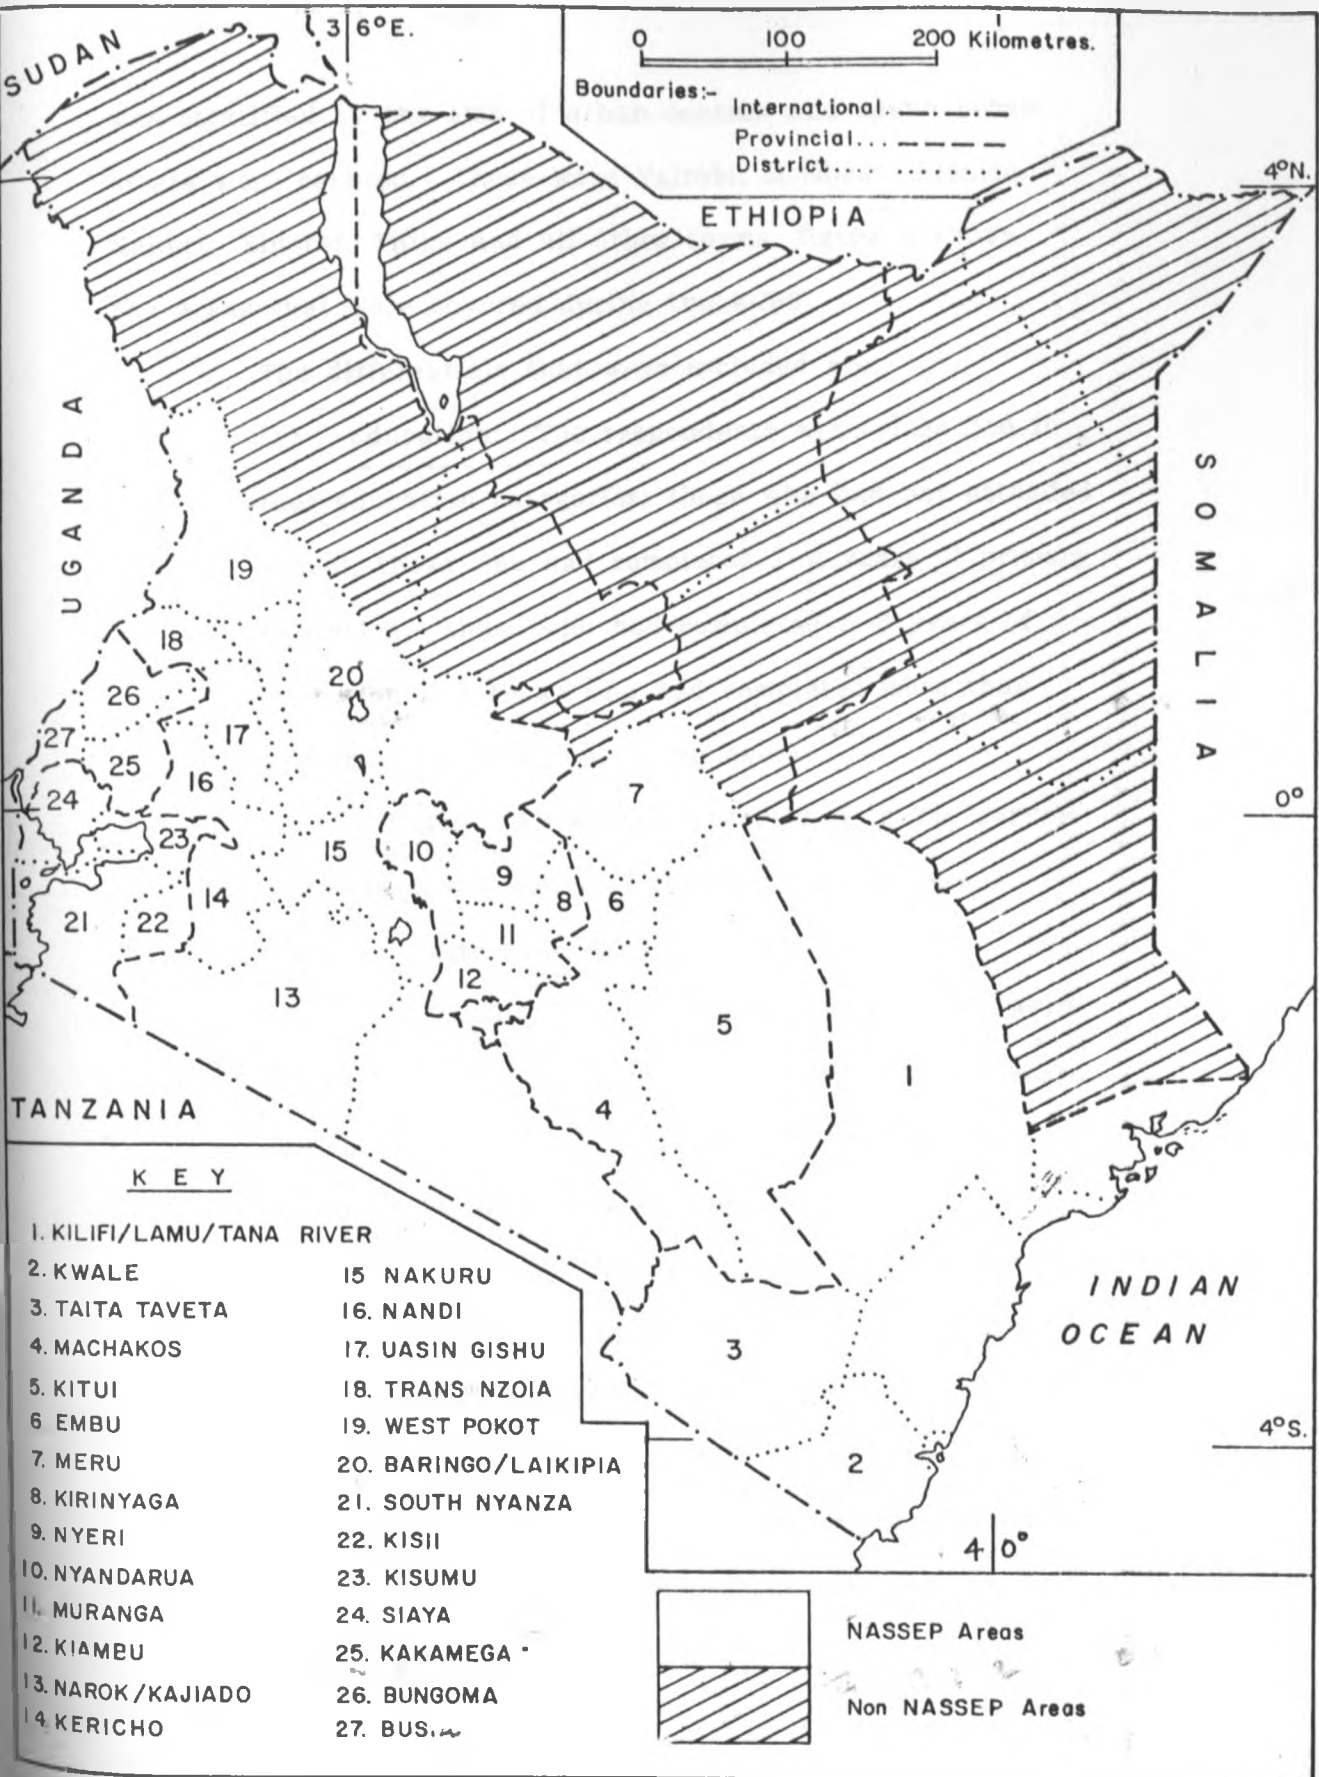 SUDAN
36°E.
0 100 200 Kilometres.
Boundaries:-
International
Provincial...
District
4°N.
ETHIOPIA
UGANDA
SOMALIA
19
18
26
20
27
17
25
16
24
7
0°
23
15
10
9
14
8
6
21
22
11
12
13
5
1
4
TANZANIA
INDIAN
OCEAN
3
2
4°S.
40°
KEY
1. KILIFI/LAMU/TANA RIVER
2. KWALE
3. TAITA TAVETA
4. MACHAKOS
5. KITUI
6 EMBU
7. MERU
8. KIRINYAGA
9. NYERI
10. NYANDARUA
11. MURANGA
12. KIAMBU
13. NAROK/KAJIADO
14. KERICHO
15 NAKURU
16. NANDI
17. UASIN GISHU
18. TRANS NZOIA
19. WEST POKOT
20. BARINGO/LAIKIPIA
21. SOUTH NYANZA
22. KISII
23. KISUMU
24. SIAYA
25. KAKAMEGA
26. BUNGOMA
27.
NASSEP Areas
Non NASSEP Areas